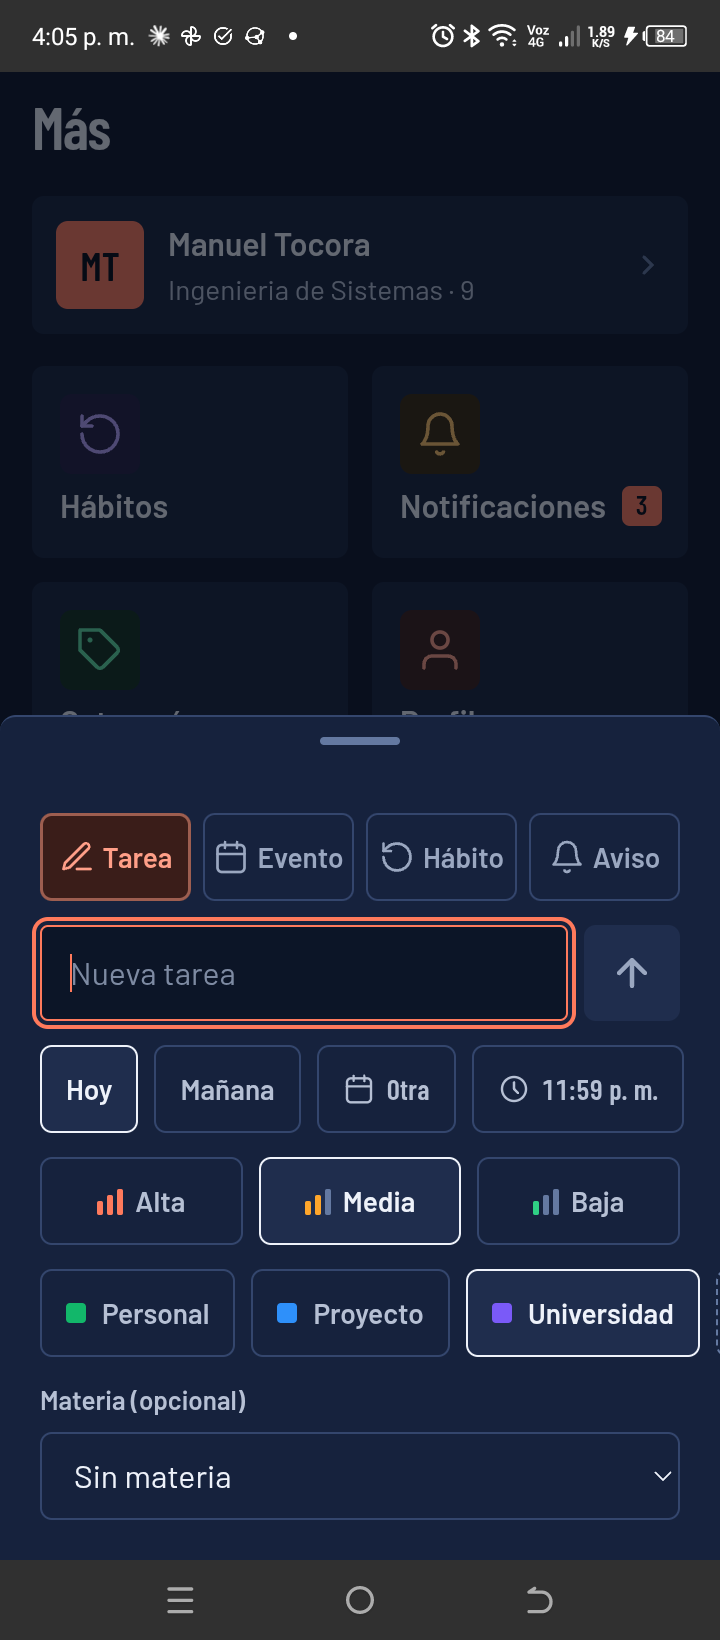 4:05 p. m. Voz 4G 1.89 K/S 84
Más
MT
Manuel Tocora
Ingenieria de Sistemas · 9
Hábitos
Notificaciones 3
Tarea Evento Hábito Aviso
Nueva tarea
Hoy Mañana Otra 11:59 p. m.
Alta Media Baja
Personal Proyecto Universidad
Materia (opcional)
Sin materia